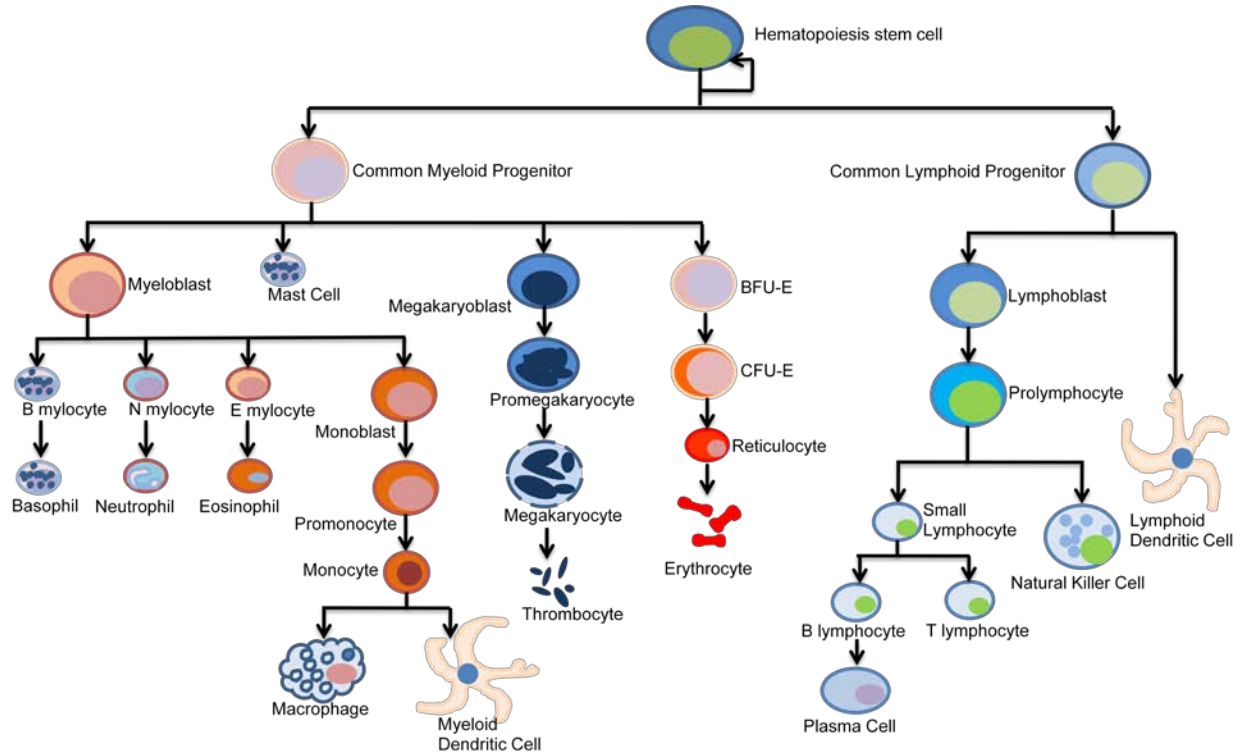 Hematopoiesis stem cell
Common Myeloid Progenitor
Common Lymphoid Progenitor
Myeloblast
Mast Cell
Megakaryoblast
BFU-E
Lymphoblast
B mylocyte
N mylocyte
E mylocyte
Monoblast
Promegakaryocyte
CFU-E
Prolymphocyte
Basophil
Neutrophil
Eosinophil
Promonocyte
Megakaryocyte
Reticulocyte
Small
Lymphocyte
Lymphoid
Dendritic Cell
Monocyte
Erythrocyte
Natural Killer Cell
Thrombocyte
B lymphocyte
T lymphocyte
Macrophage
Myeloid
Dendritic Cell
Plasma Cell